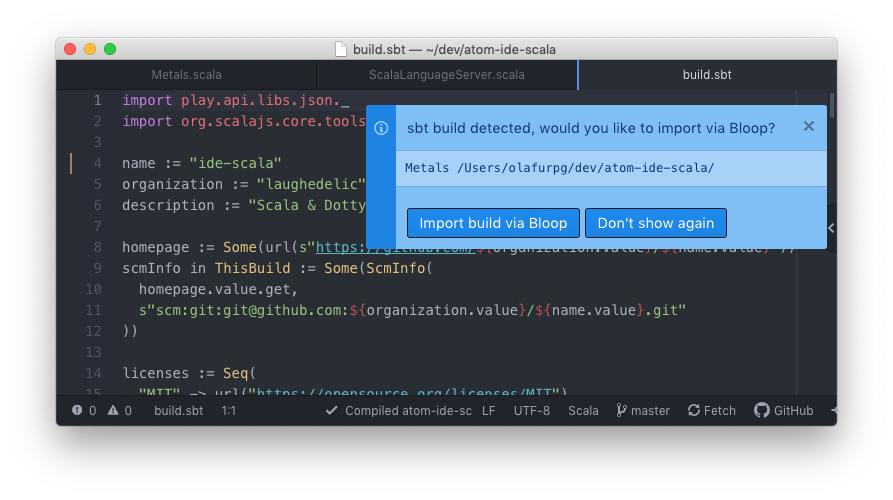 build.sbt — ~/dev/atom-ide-scala
Metals.scala
ScalaLanguageServer.scala
build.sbt
1 import play.api.libs.json._
2 import org.scalajs.core.tools
3
4 name := "ide-scala"
5 organization := "laughedelic"
6 description := "Scala & Dotty
7
8 homepage := Some(url(s"https://github.com/${organization.value}/${name.value}"))
9 scmInfo in ThisBuild := Some(ScmInfo(
10 homepage.value.get,
11 s"scm:git:git@github.com:${organization.value}/${name.value}.git"
12 ))
13
14 licenses := Seq(
15 "MIT" -> url("https://opensource.org/licenses/MIT")
sbt build detected, would you like to import via Bloop?
Metals /Users/olafurpg/dev/atom-ide-scala/
Import build via Bloop
Don't show again
0 0 build.sbt 1:1 Compiled atom-ide-sc LF UTF-8 Scala master Fetch GitHub